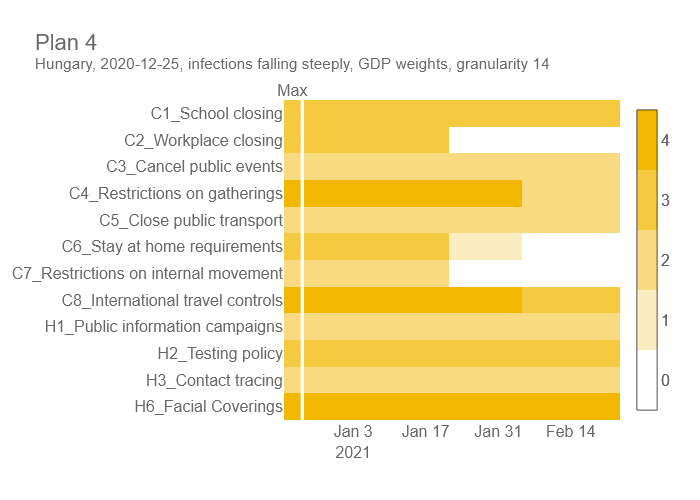 Plan 4
Hungary, 2020-12-25, infections falling steeply, GDP weights, granularity 14
Max
C1_School closing
C2_Workplace closing
C3_Cancel public events
C4_Restrictions on gatherings
C5_Close public transport
C6_Stay at home requirements
C7_Restrictions on internal movement
C8_International travel controls
H1_Public information campaigns
H2_Testing policy
H3_Contact tracing
H6_Facial Coverings
4
3
2
1
0
Jan 3 Jan 17 Jan 31 Feb 14
2021